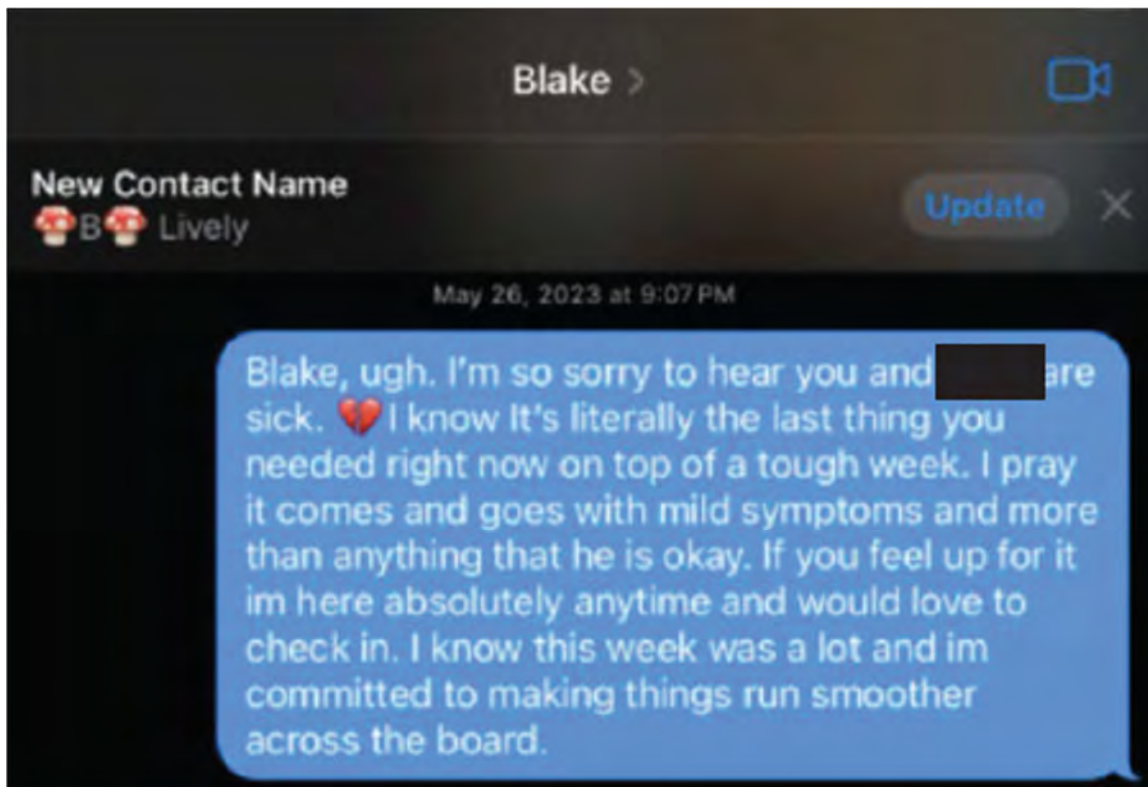 Blake >
New Contact Name
🍄B🍄 Lively
Update ×
May 26, 2023 at 9:07 PM
Blake, ugh. I'm so sorry to hear you and are
sick. 💔 I know It's literally the last thing you
needed right now on top of a tough week. I pray
it comes and goes with mild symptoms and more
than anything that he is okay. If you feel up for it
im here absolutely anytime and would love to
check in. I know this week was a lot and im
committed to making things run smoother
across the board.